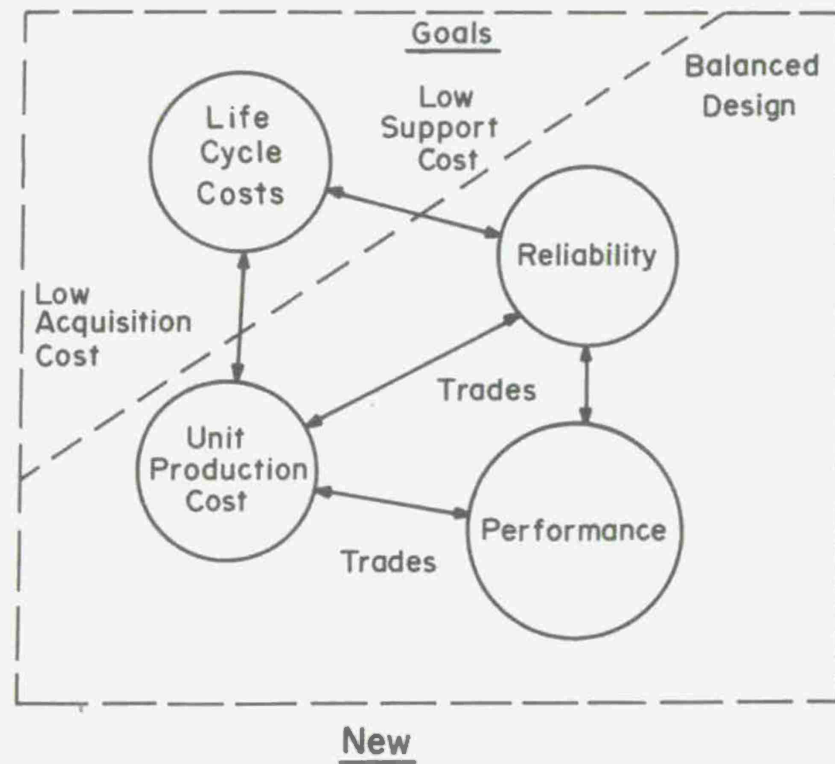 Goals
Balanced
Design
Low
Support
Cost
Life
Cycle
Costs
Reliability
Low
Acquisition
Cost
Trades
Unit
Production
Cost
Performance
Trades
New